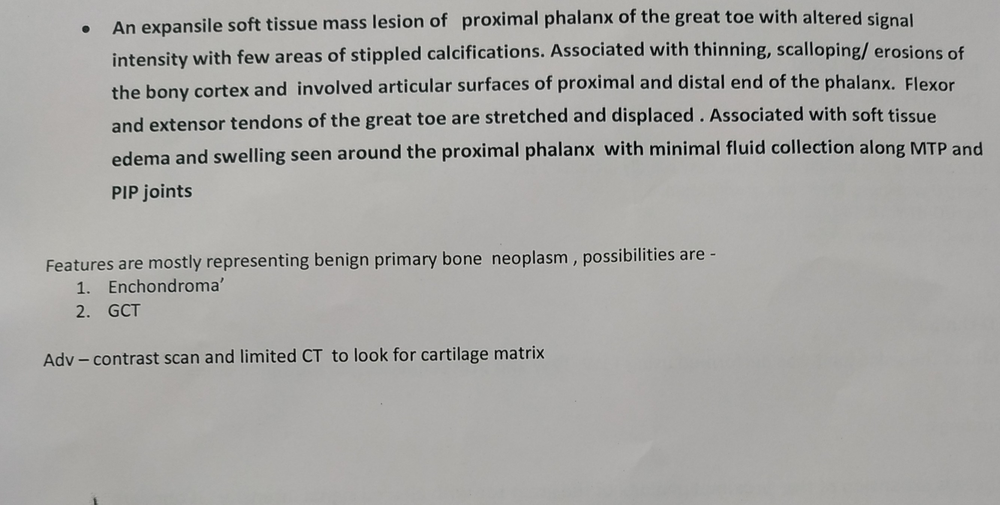 • An expansile soft tissue mass lesion of proximal phalanx of the great toe with altered signal
intensity with few areas of stippled calcifications. Associated with thinning, scalloping/ erosions of
the bony cortex and involved articular surfaces of proximal and distal end of the phalanx. Flexor
and extensor tendons of the great toe are stretched and displaced . Associated with soft tissue
edema and swelling seen around the proximal phalanx with minimal fluid collection along MTP and
PIP joints
Features are mostly representing benign primary bone neoplasm , possibilities are -
1. Enchondroma’
2. GCT
Adv – contrast scan and limited CT to look for cartilage matrix